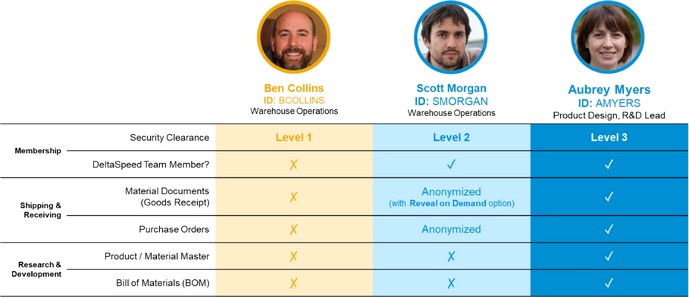 Ben Collins
ID: BCOLLINS
Warehouse Operations
Scott Morgan
ID: SMORGAN
Warehouse Operations
Aubrey Myers
ID: AMYERS
Product Design, R&D Lead
Membership
Security Clearance
Level 1
Level 2
Level 3
DeltaSpeed Team Member?
✗
✓
✓
Shipping &
Receiving
Material Documents
(Goods Receipt)
✗
Anonymized
(with Reveal on Demand option)
✓
Purchase Orders
✗
Anonymized
✓
Research &
Development
Product / Material Master
✗
✗
✓
Bill of Materials (BOM)
✗
✗
✓